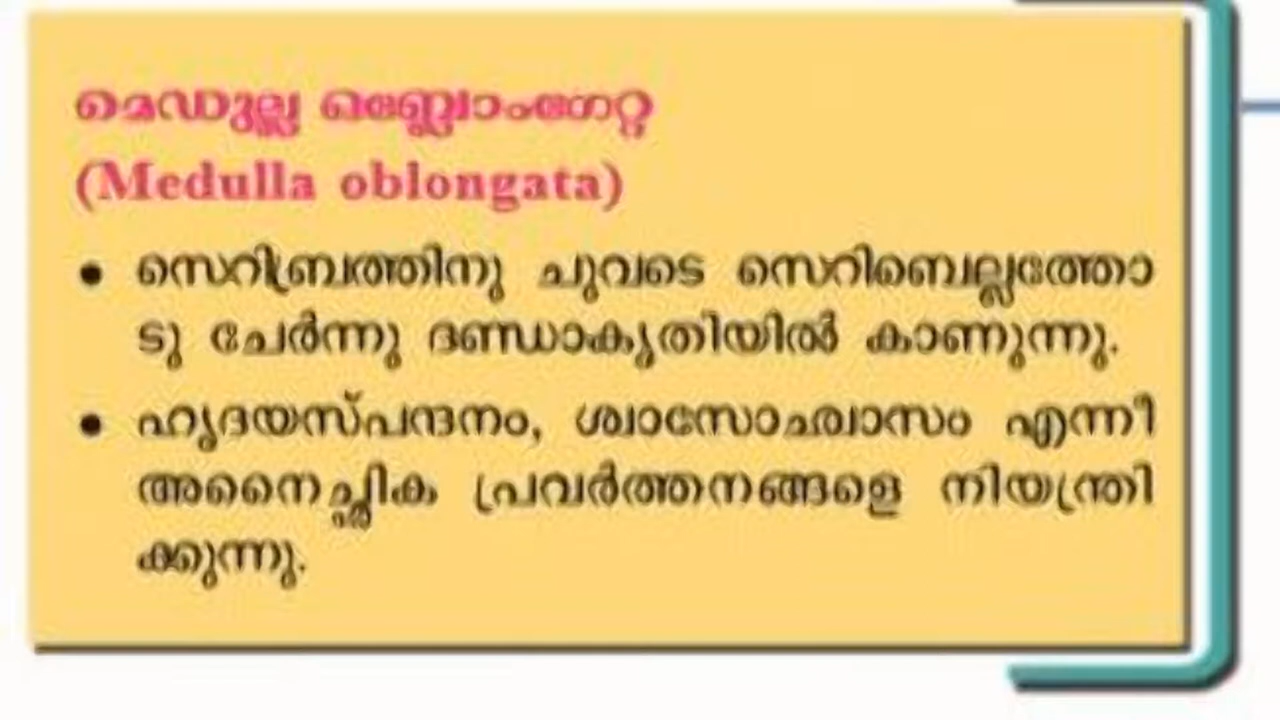 മെഡുല്ല ഒബ്ലോംഗേറ്റ
(Medulla oblongata)
• സെറിബ്രത്തിനു ചുവടെ സെറിബെല്ലത്തോ
ടു ചേർന്നു ദണ്ഡാകൃതിയിൽ കാണുന്നു.
• ഹൃദയസ്പന്ദനം, ശ്വാസോഛ്വാസം എന്നീ
അനൈച്ഛിക പ്രവർത്തനങ്ങളെ നിയന്ത്രി
ക്കുന്നു.